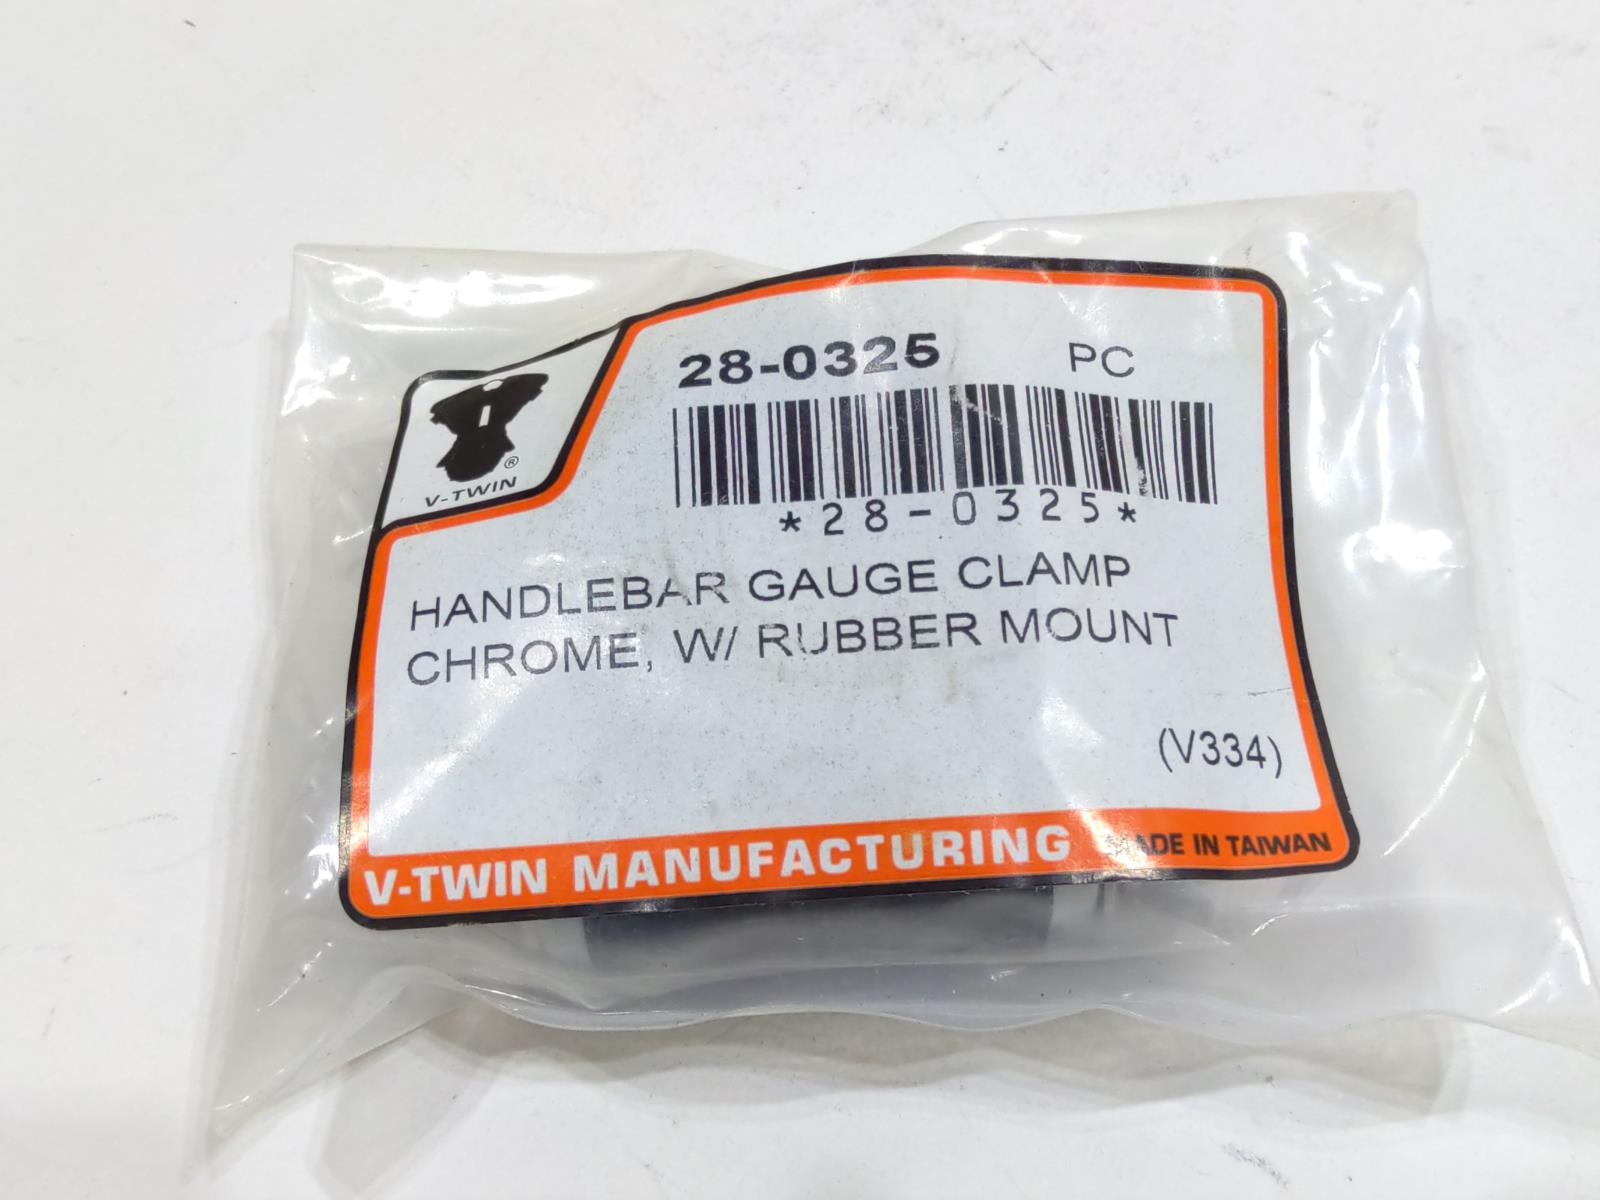 28-0325 PC
*28-0325*
V-TWIN®
HANDLEBAR GAUGE CLAMP
CHROME, W/ RUBBER MOUNT
(V334)
V-TWIN MANUFACTURING MADE IN TAIWAN